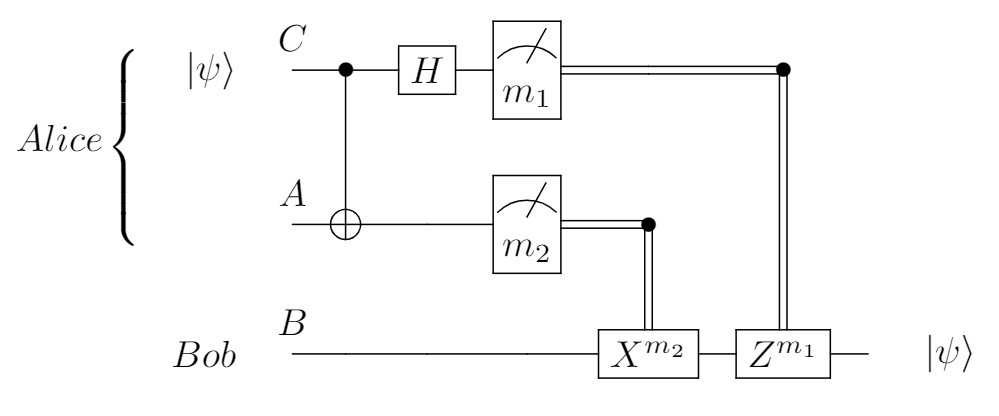 C
|ψ⟩ H m₁
Alice
A
m₂
B
Bob X^{m₂} Z^{m₁} |ψ⟩